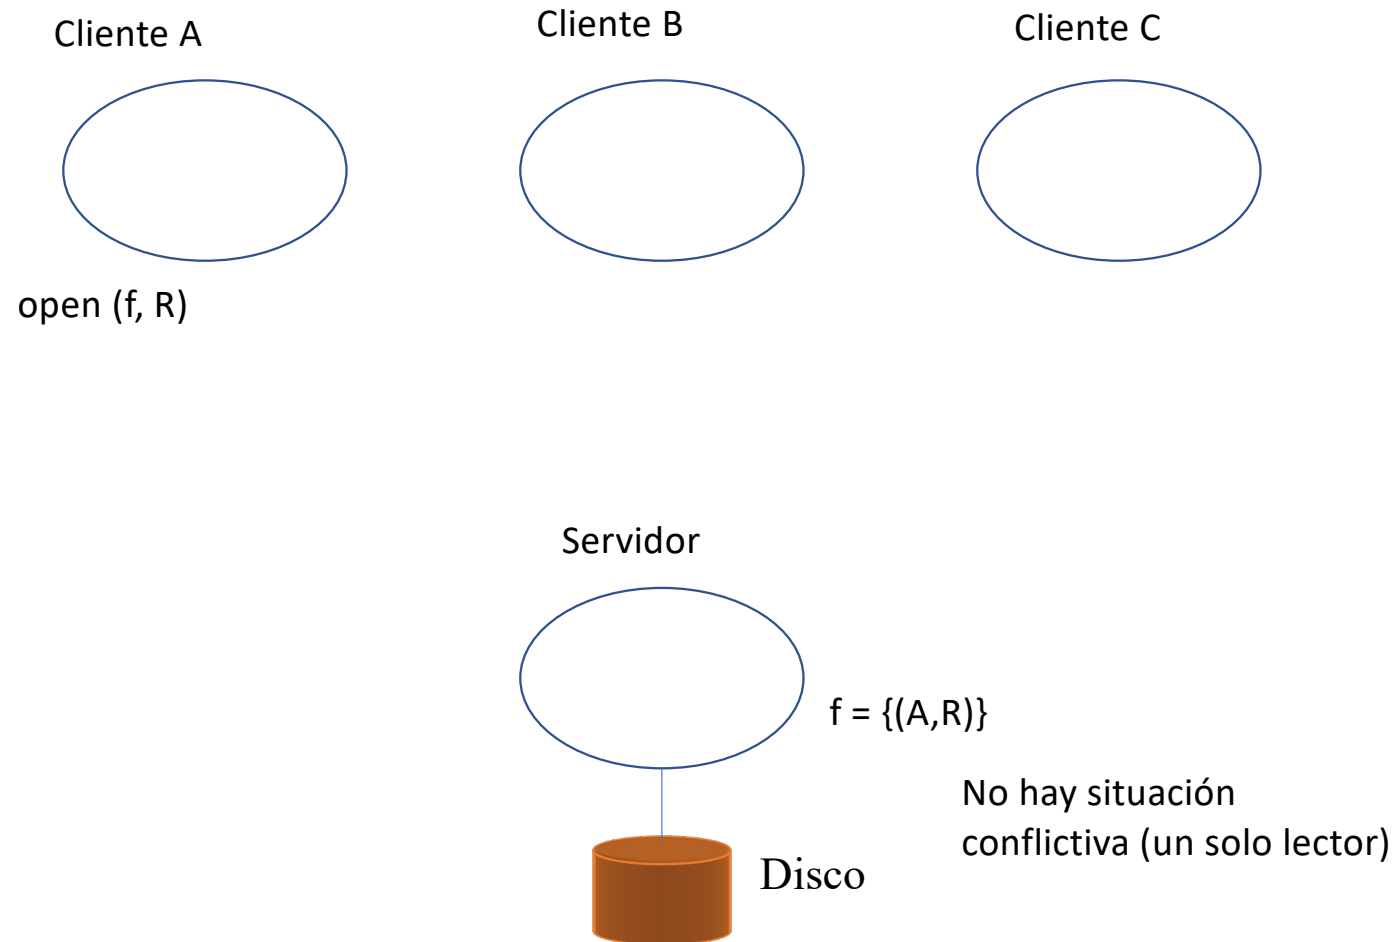 Cliente A
Cliente B
Cliente C
open (f, R)
Servidor
f = {(A,R)}
No hay situación
conflictiva (un solo lector)
Disco